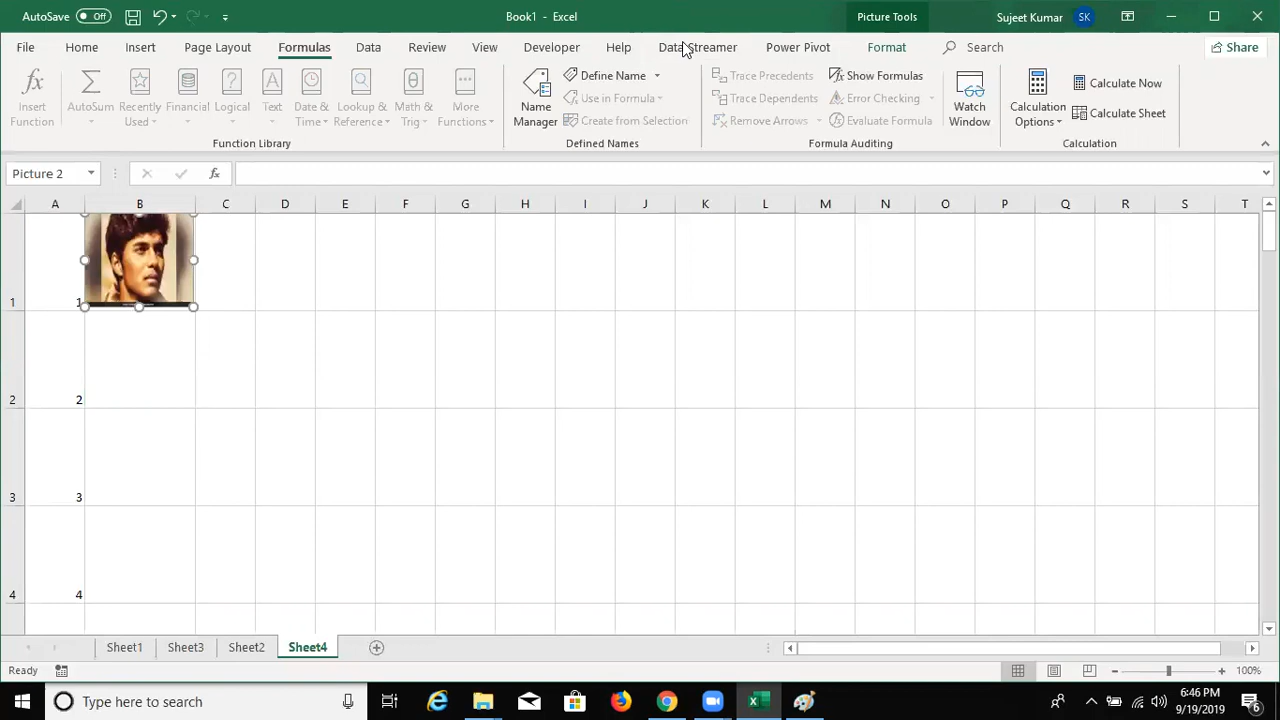 AutoSave Off
Book1 - Excel
Picture Tools
Sujeet Kumar SK
File Home Insert Page Layout Formulas Data Review View Developer Help Data Streamer Power Pivot Format Search Share
Insert Function
AutoSum
Recently Used
Financial
Logical
Text
Date & Time
Lookup & Reference
Math & Trig
More Functions
Function Library
Name Manager
Define Name
Use in Formula
Create from Selection
Defined Names
Trace Precedents
Trace Dependents
Remove Arrows
Show Formulas
Error Checking
Evaluate Formula
Formula Auditing
Watch Window
Calculation Options
Calculate Now
Calculate Sheet
Calculation
Picture 2
fx
A B C D E F G H I J K L M N O P Q R S T
1 1
2 2
3 3
4 4
Sheet1 Sheet3 Sheet2 Sheet4
Ready
100%
Type here to search
6:46 PM
9/19/2019
6